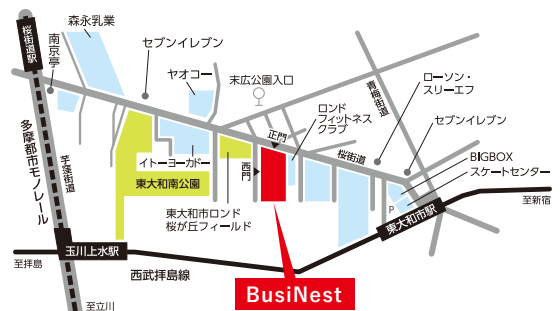 桜街道駅
南京亭
森永乳業
セブンイレブン
ヤオコー
末広公園入口
青梅街道
ローソン・
スリーエフ
ロンド
フィットネス
クラブ
セブンイレブン
正門
桜街道
BIGBOX
スケートセンター
多摩都市モノレール
芋窪街道
イトーヨーカドー
西門
東大和南公園
P
至新宿
東大和市駅
東大和市ロンド
桜が丘フィールド
玉川上水駅
至拝島
西武拝島線
至立川
BusiNest